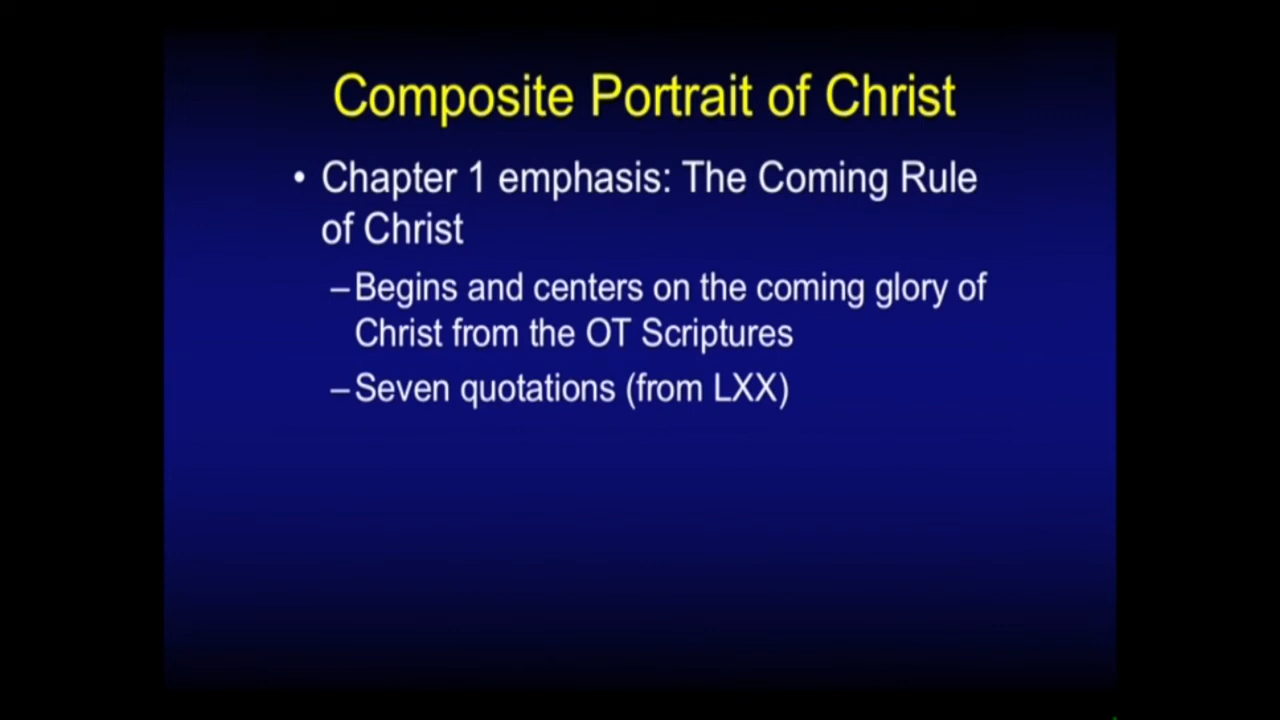 Composite Portrait of Christ
• Chapter 1 emphasis: The Coming Rule
of Christ
–Begins and centers on the coming glory of
Christ from the OT Scriptures
–Seven quotations (from LXX)